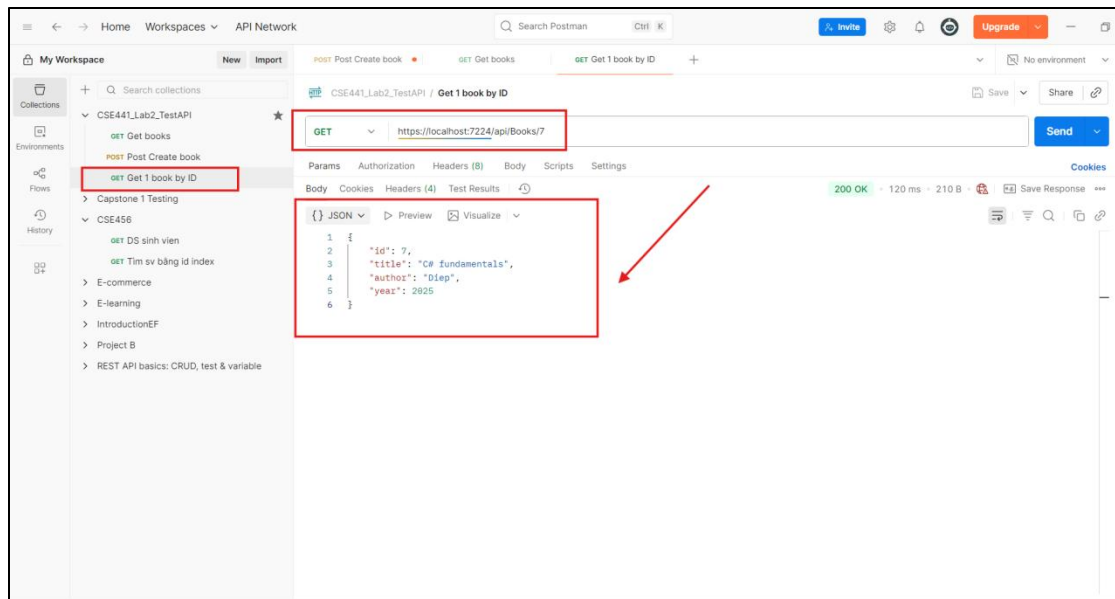 Home Workspaces API Network Search Postman Ctrl K Invite Upgrade
My Workspace New Import POST Post Create book GET Get books GET Get 1 book by ID No environment
Collections
Environments
Flows
History
Search collections
CSE441_Lab2_TestAPI
GET Get books
POST Post Create book
GET Get 1 book by ID
Capstone 1 Testing
CSE456
GET DS sinh vien
GET Tìm sv bằng id index
E-commerce
E-learning
IntroductionEF
Project B
REST API basics: CRUD, test & variable
HTTP CSE441_Lab2_TestAPI / Get 1 book by ID Save Share
GET https://localhost:7224/api/Books/7 Send
Params Authorization Headers (8) Body Scripts Settings Cookies
Body Cookies Headers (4) Test Results 200 OK 120 ms 210 B Save Response
{} JSON Preview Visualize
1 {
2 "id": 7,
3 "title": "C# fundamentals",
4 "author": "Diep",
5 "year": 2025
6 }